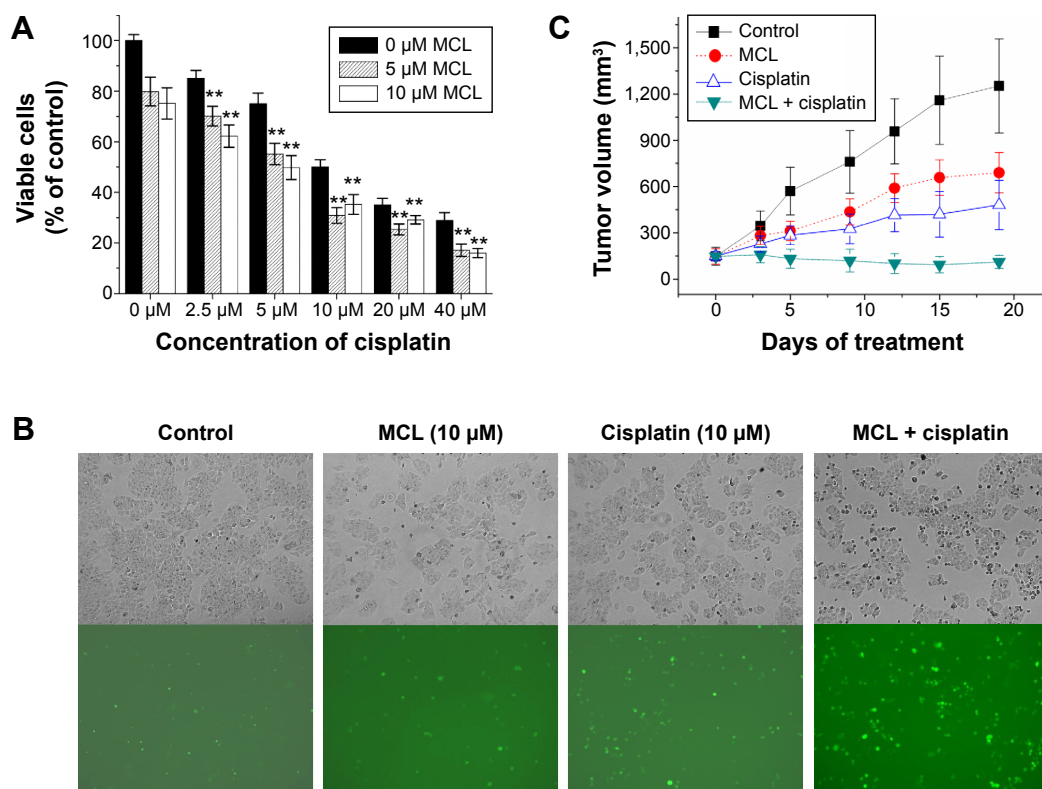 A
Viable cells
(% of control)
100
80
60
40
20
0
0 µM MCL
5 µM MCL
10 µM MCL
** ** ** ** ** ** ** ** ** **
0 µM 2.5 µM 5 µM 10 µM 20 µM 40 µM
Concentration of cisplatin
C
Tumor volume (mm³)
1,500
1,200
900
600
300
0
Control
MCL
Cisplatin
MCL + cisplatin
0 5 10 15 20
Days of treatment
B
Control MCL (10 µM) Cisplatin (10 µM) MCL + cisplatin